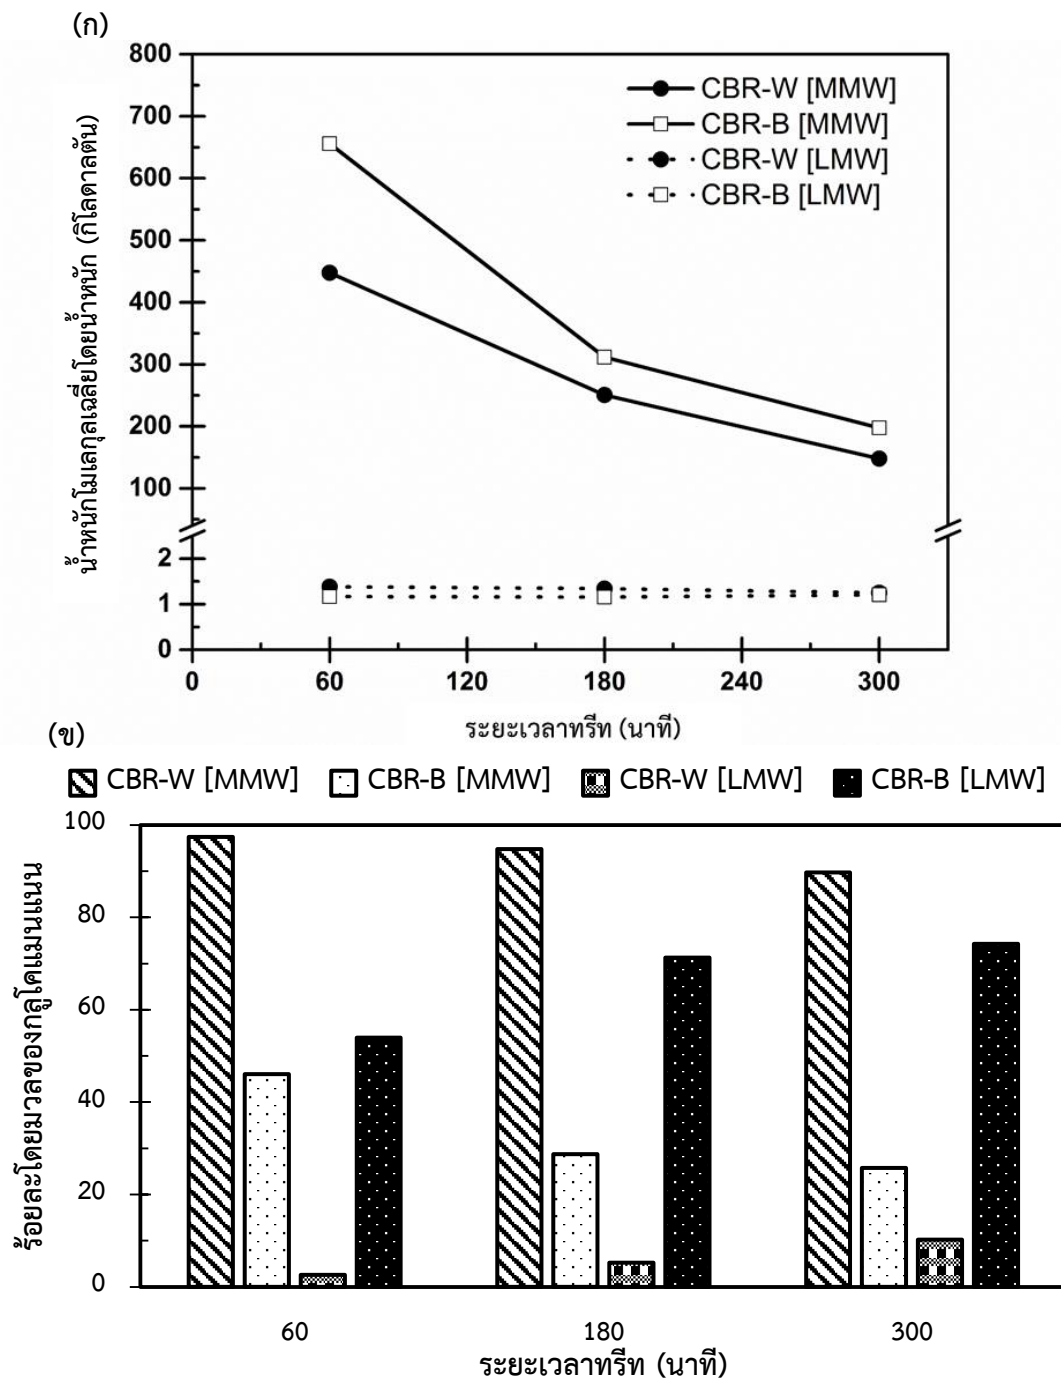 (ก)
น้ำหนักโมเลกุลเฉลี่ยโดยน้ำหนัก (กิโลดาลตัน)
800
700
600
500
400
300
200
100
2
1
0
CBR-W [MMW]
CBR-B [MMW]
CBR-W [LMW]
CBR-B [LMW]
0 60 120 180 240 300
ระยะเวลาทรีท (นาที)
(ข)
CBR-W [MMW] CBR-B [MMW] CBR-W [LMW] CBR-B [LMW]
ร้อยละโดยมวลของกลูโคแมนแนน
100
80
60
40
20
0
60 180 300
ระยะเวลาทรีท (นาที)